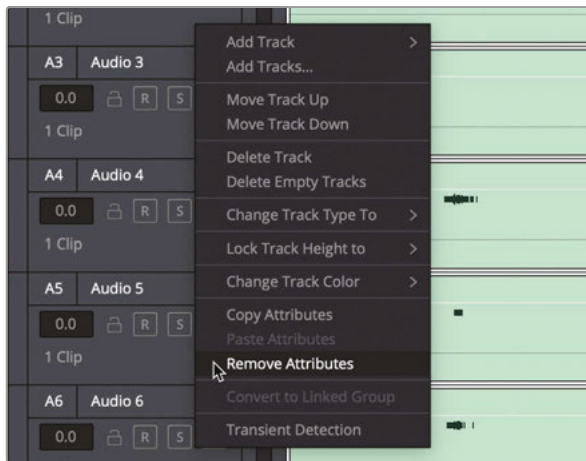 1 Clip
A3 Audio 3
0.0 R S
1 Clip
A4 Audio 4
0.0 R S
1 Clip
A5 Audio 5
0.0 R S
1 Clip
A6 Audio 6
0.0 R S
Add Track >
Add Tracks...
Move Track Up
Move Track Down
Delete Track
Delete Empty Tracks
Change Track Type To >
Lock Track Height to >
Change Track Color >
Copy Attributes
Paste Attributes
Remove Attributes
Convert to Linked Group
Transient Detection